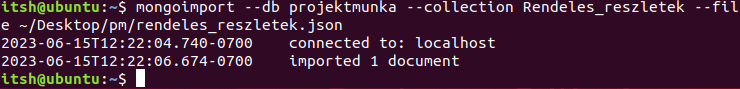 itsh@ubuntu:~$ mongoimport --db projektmunka --collection Rendeles_reszletek --fil
e ~/Desktop/pm/rendeles_reszletek.json
2023-06-15T12:22:04.740-0700    connected to: localhost
2023-06-15T12:22:06.674-0700    imported 1 document
itsh@ubuntu:~$